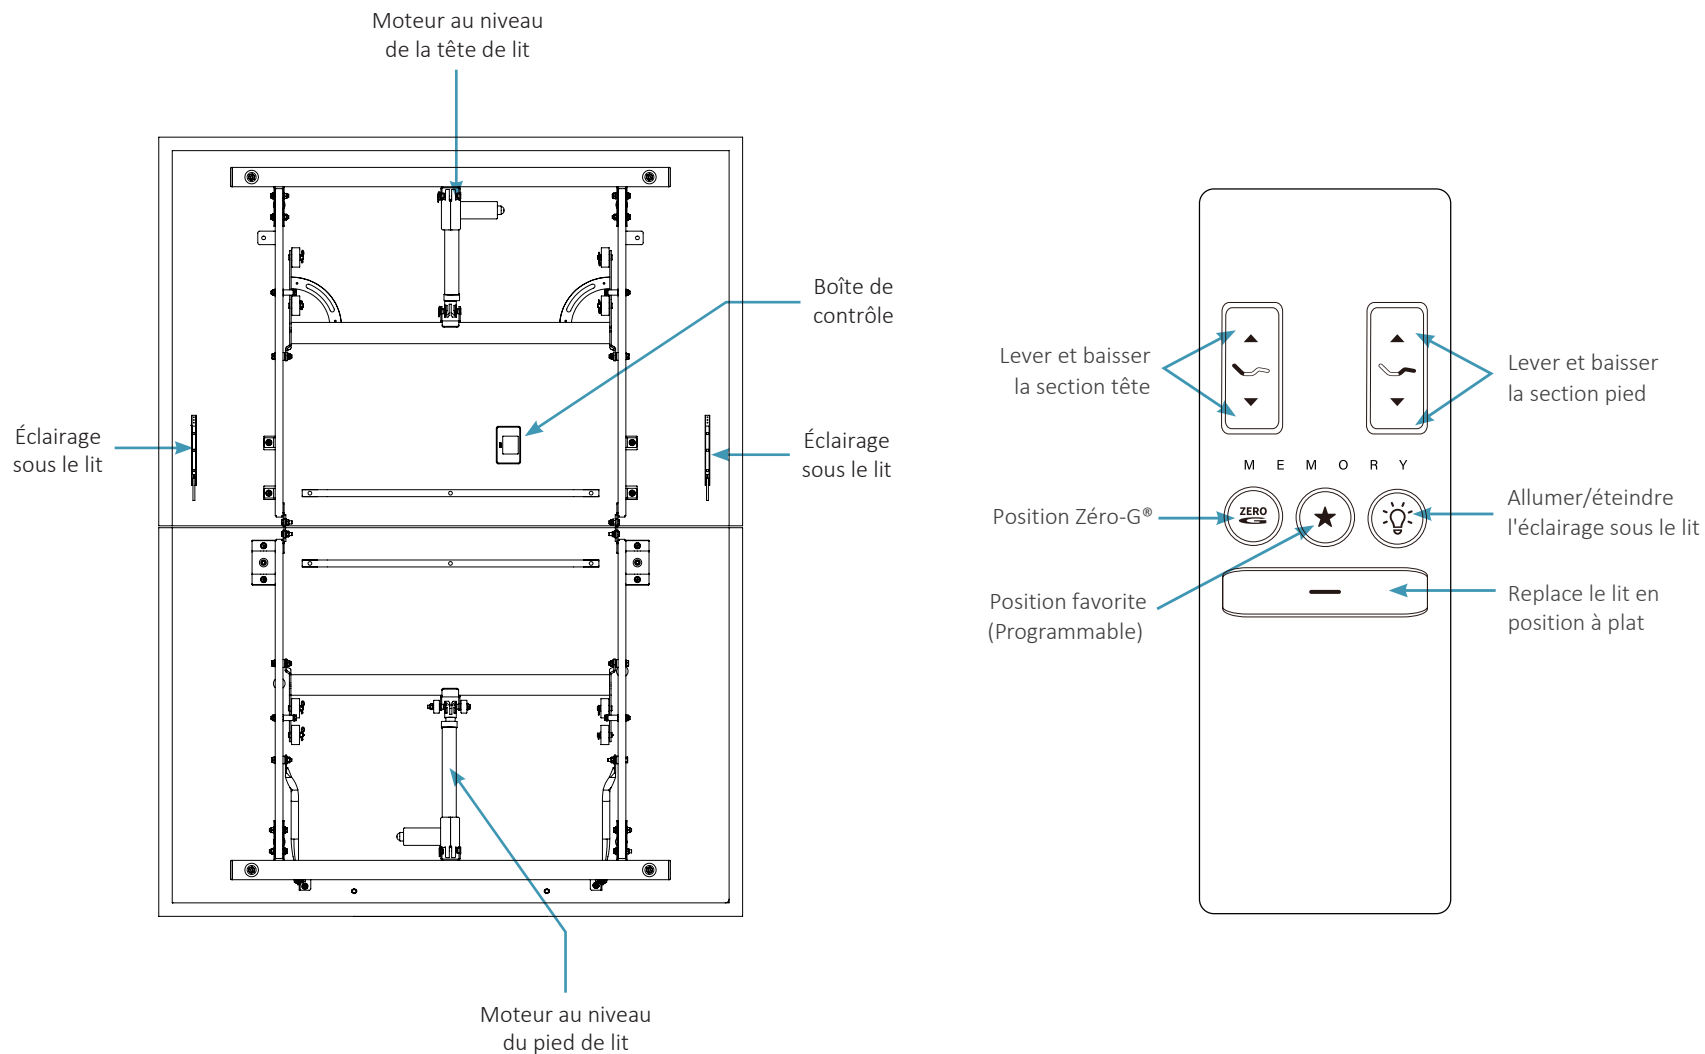 Moteur au niveau
de la tête de lit
Boîte de
contrôle
Éclairage
sous le lit
Éclairage
sous le lit
Moteur au niveau
du pied de lit
Lever et baisser
la section tête
Lever et baisser
la section pied
MEMORY
ZERO
G
Position Zéro-G®
Allumer/éteindre
l'éclairage sous le lit
Position favorite
(Programmable)
Replace le lit en
position à plat